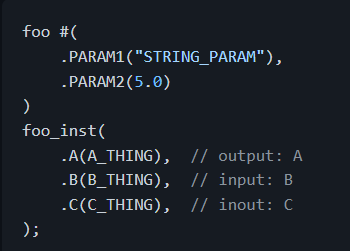 foo #(
    .PARAM1("STRING_PARAM"),
    .PARAM2(5.0)
)
foo_inst(
    .A(A_THING),  // output: A
    .B(B_THING),  // input: B
    .C(C_THING),  // inout: C
);